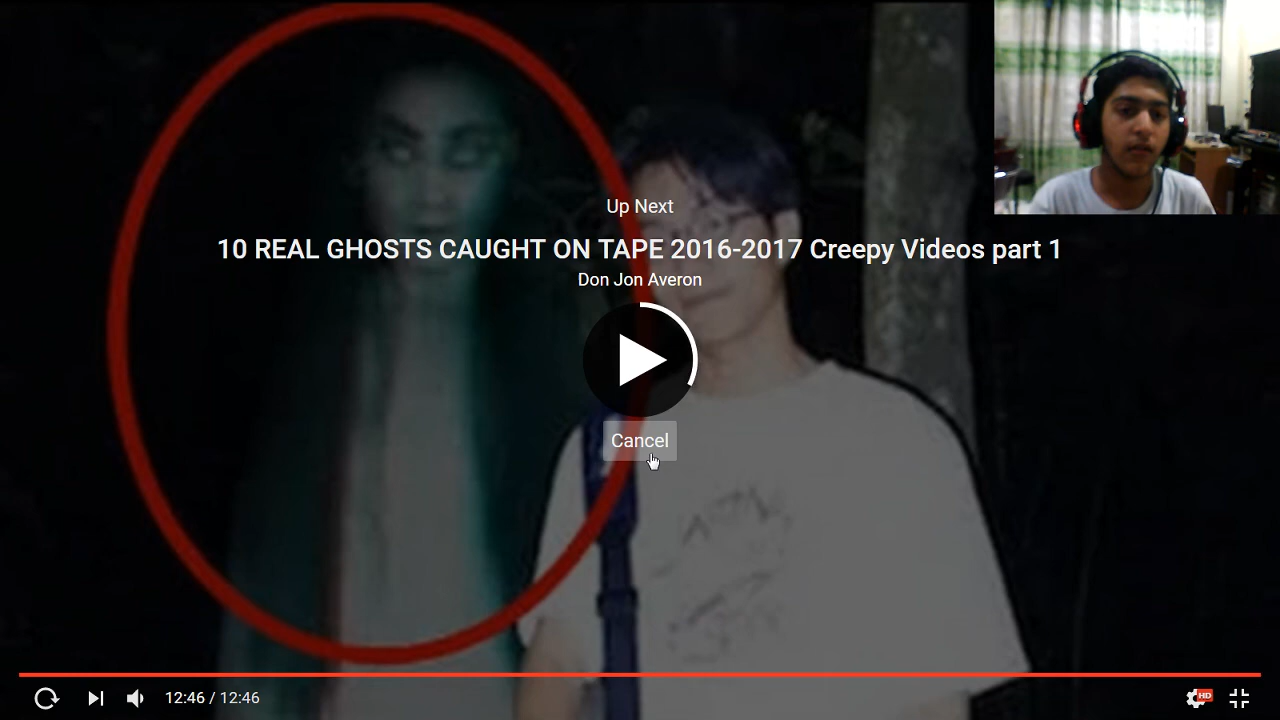 Up Next
10 REAL GHOSTS CAUGHT ON TAPE 2016-2017 Creepy Videos part 1
Don Jon Averon
Cancel
12:46 / 12:46
HD